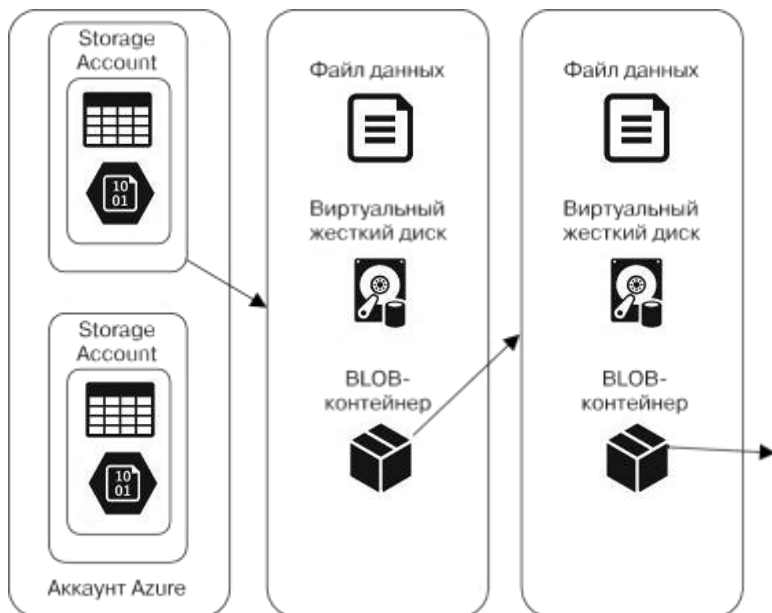 Storage
Account
10
01
Storage
Account
10
01
Аккаунт Azure
Файл данных
Виртуальный
жесткий диск
BLOB-
контейнер
Файл данных
Виртуальный
жесткий диск
BLOB-
контейнер